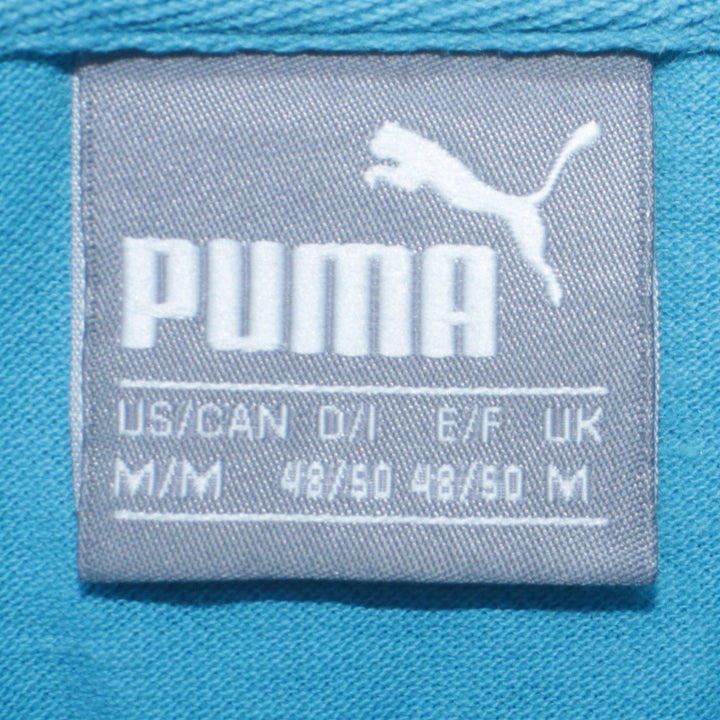 PUMA
US/CAN D/I E/F UK
M/M 48/50 48/50 M